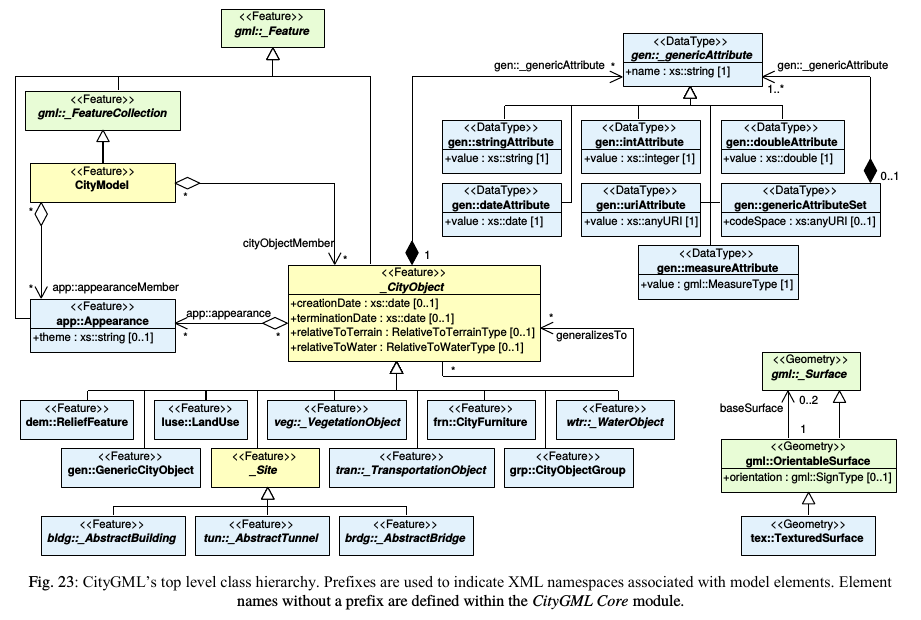 <<Feature>>
gml::_Feature
<<Feature>>
gml::_FeatureCollection
<<Feature>>
CityModel
*
*
*
*
cityObjectMember
*
app::appearanceMember
<<Feature>>
app::Appearance
+theme : xs::string [0..1]
app::appearance
*
*
<<Feature>>
_CityObject
+creationDate : xs::date [0..1]
+terminationDate : xs::date [0..1]
+relativeToTerrain : RelativeToTerrainType [0..1]
+relativeToWater : RelativeToWaterType [0..1]
1
*
generalizesTo
*
gen::_genericAttribute
*
<<DataType>>
gen::_genericAttribute
+name : xs::string [1]
gen::_genericAttribute
1..*
0..1
<<DataType>>
gen::stringAttribute
+value : xs::string [1]
<<DataType>>
gen::intAttribute
+value : xs::integer [1]
<<DataType>>
gen::doubleAttribute
+value : xs::double [1]
<<DataType>>
gen::dateAttribute
+value : xs::date [1]
<<DataType>>
gen::uriAttribute
+value : xs::anyURI [1]
<<DataType>>
gen::genericAttributeSet
+codeSpace : xs:anyURI [0..1]
<<DataType>>
gen::measureAttribute
+value : gml::MeasureType [1]
<<Feature>>
dem::ReliefFeature
<<Feature>>
luse::LandUse
<<Feature>>
veg::_VegetationObject
<<Feature>>
frn::CityFurniture
<<Feature>>
wtr::_WaterObject
<<Feature>>
gen::GenericCityObject
<<Feature>>
_Site
<<Feature>>
tran::_TransportationObject
<<Feature>>
grp::CityObjectGroup
<<Feature>>
bldg::_AbstractBuilding
<<Feature>>
tun::_AbstractTunnel
<<Feature>>
brdg::_AbstractBridge
<<Geometry>>
gml::_Surface
baseSurface
0..2
1
<<Geometry>>
gml::OrientableSurface
+orientation : gml::SignType [0..1]
<<Geometry>>
tex::TexturedSurface
Fig. 23: CityGML's top level class hierarchy. Prefixes are used to indicate XML namespaces associated with model elements. Element
names without a prefix are defined within the CityGML Core module.